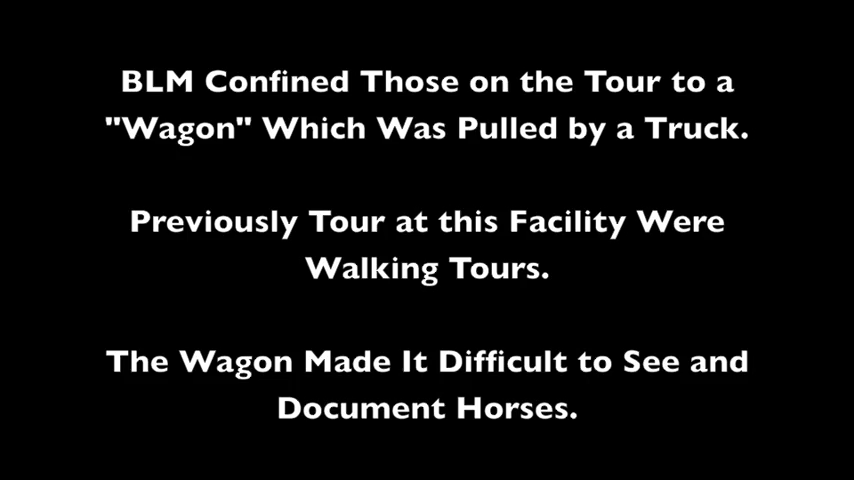 BLM Confined Those on the Tour to a
"Wagon" Which Was Pulled by a Truck.
Previously Tour at this Facility Were
Walking Tours.
The Wagon Made It Difficult to See and
Document Horses.